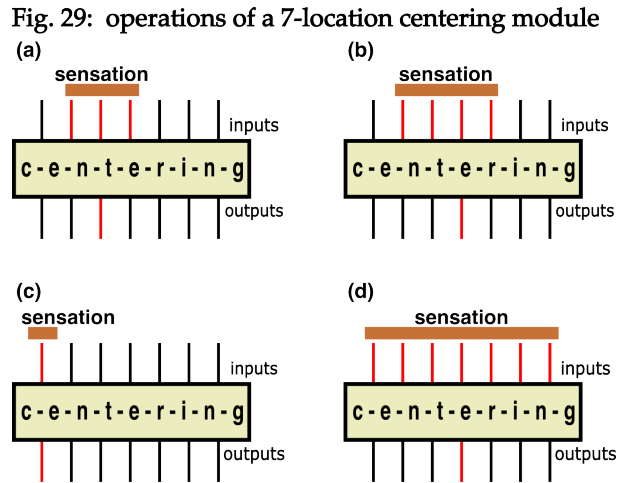 Fig. 29: operations of a 7-location centering module
(a)
sensation
inputs
c - e - n - t - e - r - i - n - g
outputs
(b)
sensation
inputs
c - e - n - t - e - r - i - n - g
outputs
(c)
sensation
inputs
c - e - n - t - e - r - i - n - g
outputs
(d)
sensation
inputs
c - e - n - t - e - r - i - n - g
outputs